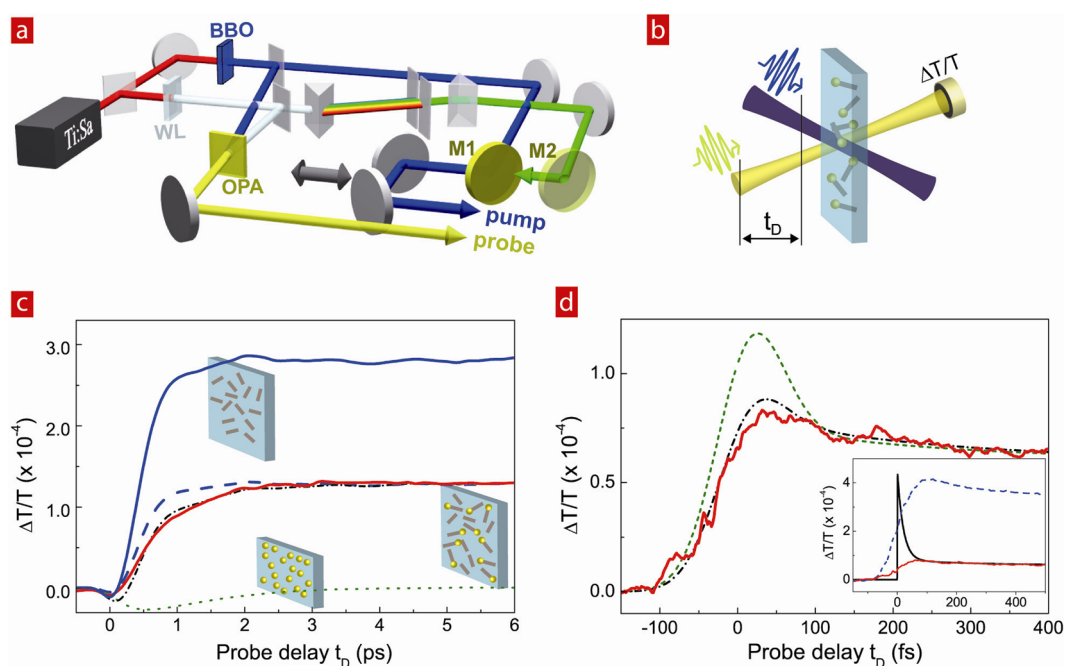 a
BBO
Ti:Sa
WL
OPA
M1
M2
pump
probe
b
ΔT/T
t_D
c
ΔT/T (x 10⁻⁴)
3.0
2.0
1.0
0.0
0 1 2 3 4 5 6
Probe delay t_D (ps)
d
ΔT/T (x 10⁻⁴)
1.0
0.5
0.0
-100 0 100 200 300 400
Probe delay t_D (fs)
ΔT/T (x 10⁻⁴)
4
2
0
0 200 400